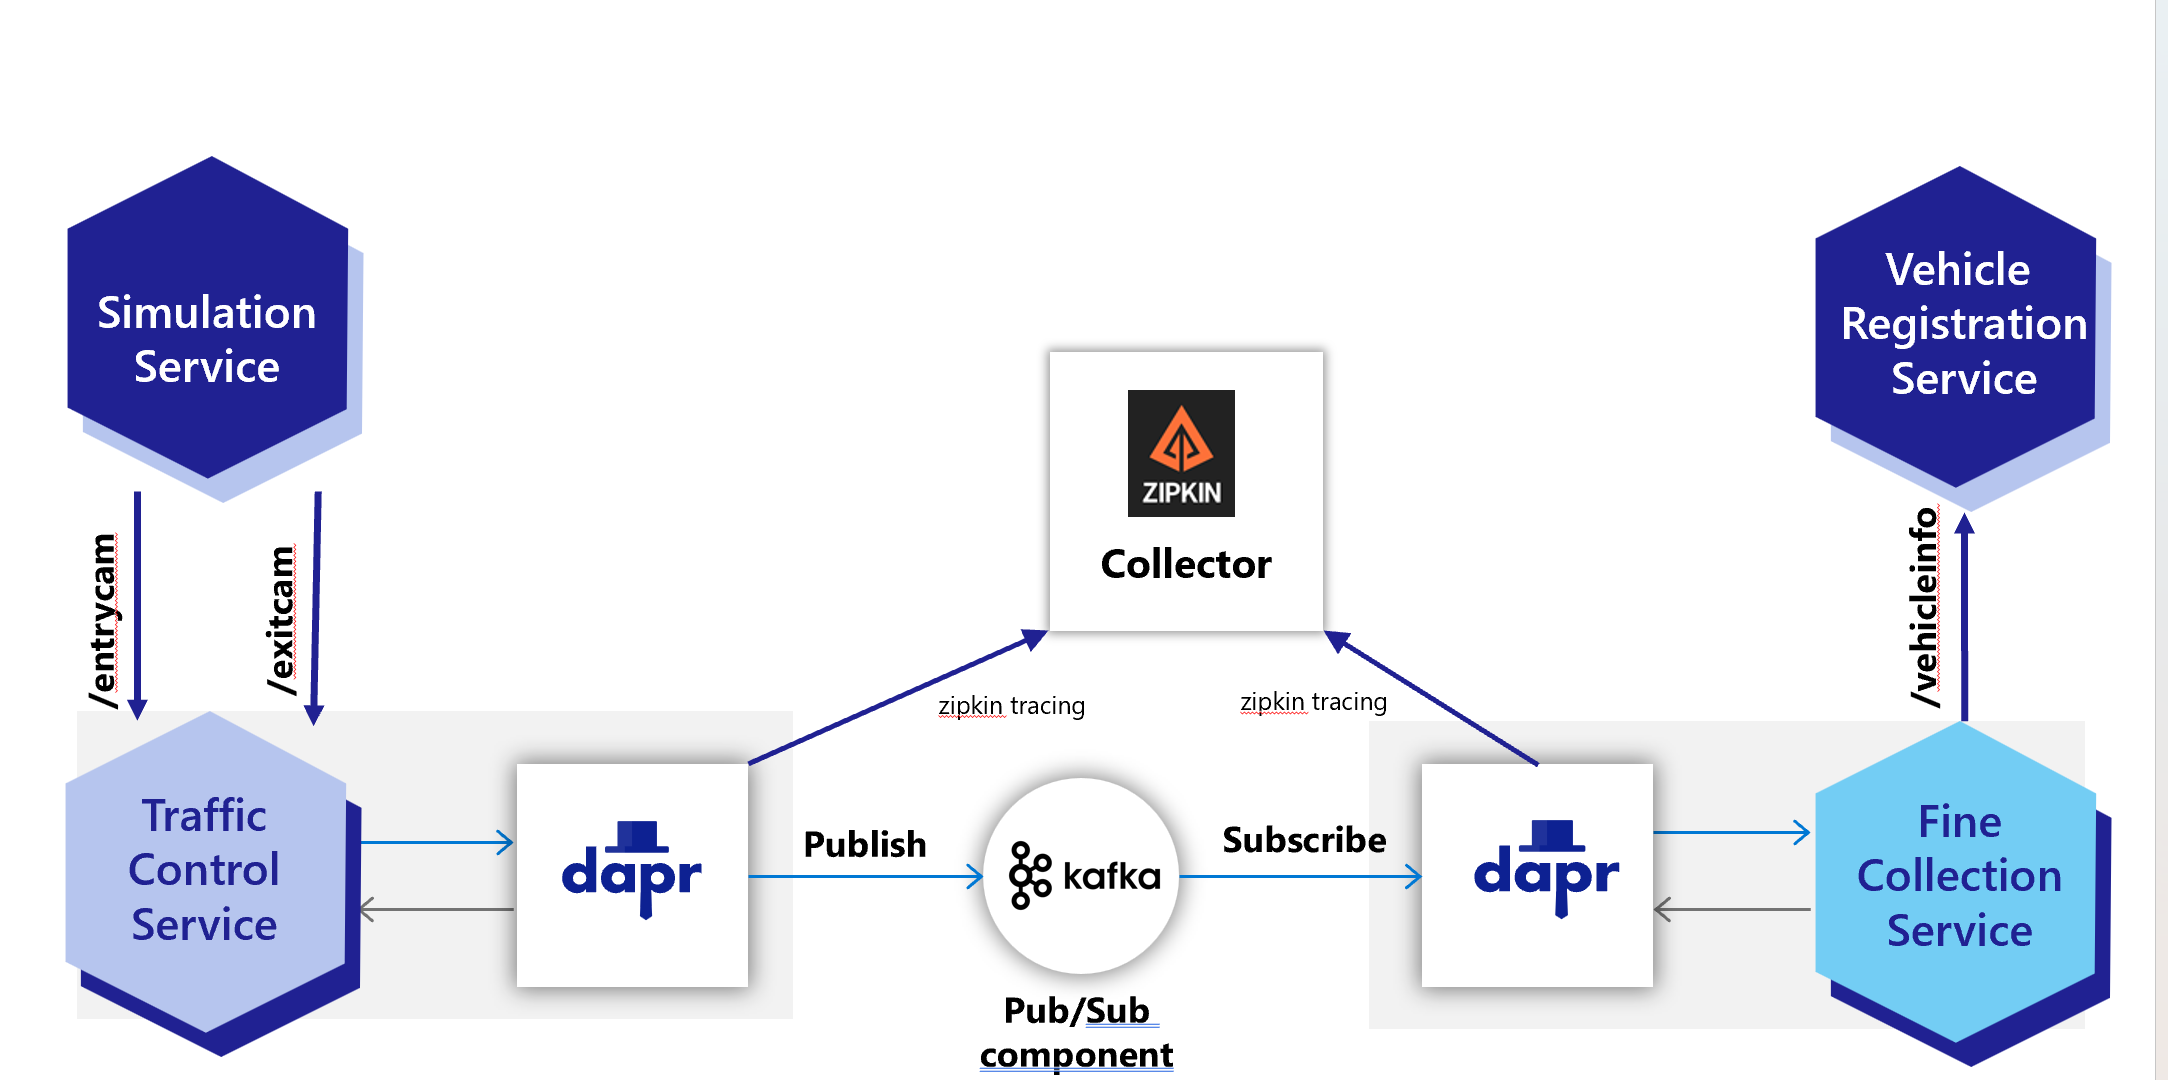 Simulation
Service
Vehicle
Registration
Service
ZIPKIN
Collector
/entrycam
/exitcam
/vehicleinfo
zipkin tracing
zipkin tracing
Traffic
Control
Service
dapr
Publish
kafka
Subscribe
dapr
Fine
Collection
Service
Pub/Sub
component